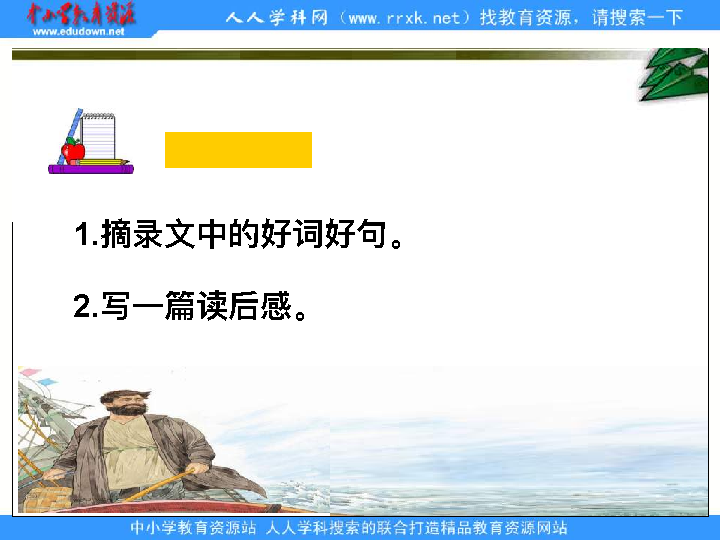 中小学教育资源
www.edudown.net
人人学科网（www.rrxk.net）找教育资源，请搜索一下
1.摘录文中的好词好句。
2.写一篇读后感。
中小学教育资源站 人人学科搜索的联合打造精品教育资源网站